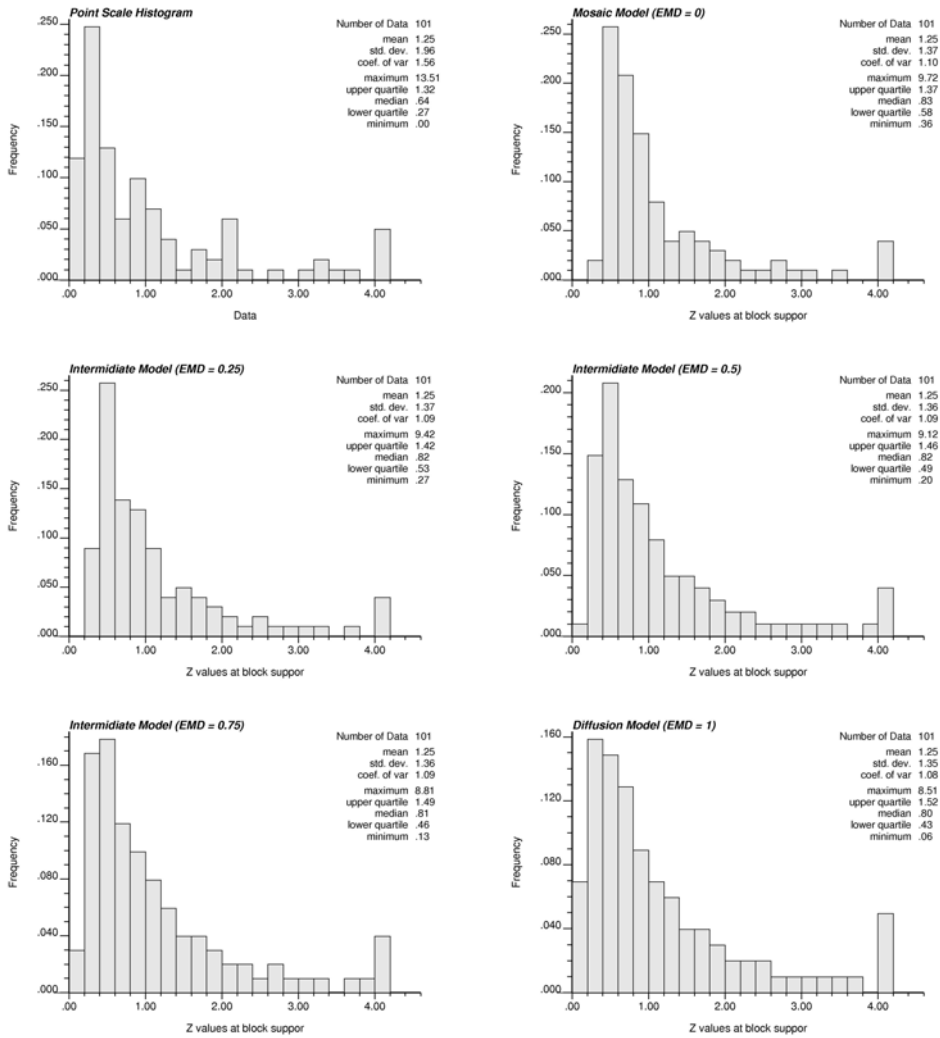 Point Scale Histogram
Number of Data 101
mean 1.25
std. dev. 1.96
coef. of var 1.56
maximum 13.51
upper quartile 1.32
median .64
lower quartile .27
minimum .00
Frequency
.250
.200
.150
.100
.050
.000
.00 1.00 2.00 3.00 4.00
Data
Mosaic Model (EMD = 0)
Number of Data 101
mean 1.25
std. dev. 1.37
coef. of var 1.10
maximum 9.72
upper quartile 1.37
median .83
lower quartile .58
minimum .36
Frequency
.250
.200
.150
.100
.050
.000
.00 1.00 2.00 3.00 4.00
Z values at block suppor
Intermidiate Model (EMD = 0.25)
Number of Data 101
mean 1.25
std. dev. 1.37
coef. of var 1.09
maximum 9.42
upper quartile 1.42
median .82
lower quartile .53
minimum .27
Frequency
.250
.200
.150
.100
.050
.000
.00 1.00 2.00 3.00 4.00
Z values at block suppor
Intermidiate Model (EMD = 0.5)
Number of Data 101
mean 1.25
std. dev. 1.36
coef. of var 1.09
maximum 9.12
upper quartile 1.46
median .82
lower quartile .49
minimum .20
Frequency
.200
.150
.100
.050
.000
.00 1.00 2.00 3.00 4.00
Z values at block suppor
Intermidiate Model (EMD = 0.75)
Number of Data 101
mean 1.25
std. dev. 1.36
coef. of var 1.09
maximum 8.81
upper quartile 1.49
median .81
lower quartile .46
minimum .13
Frequency
.160
.120
.080
.040
.000
.00 1.00 2.00 3.00 4.00
Z values at block suppor
Diffusion Model (EMD = 1)
Number of Data 101
mean 1.25
std. dev. 1.35
coef. of var 1.08
maximum 8.51
upper quartile 1.52
median .80
lower quartile .43
minimum .06
Frequency
.160
.120
.080
.040
.000
.00 1.00 2.00 3.00 4.00
Z values at block suppor